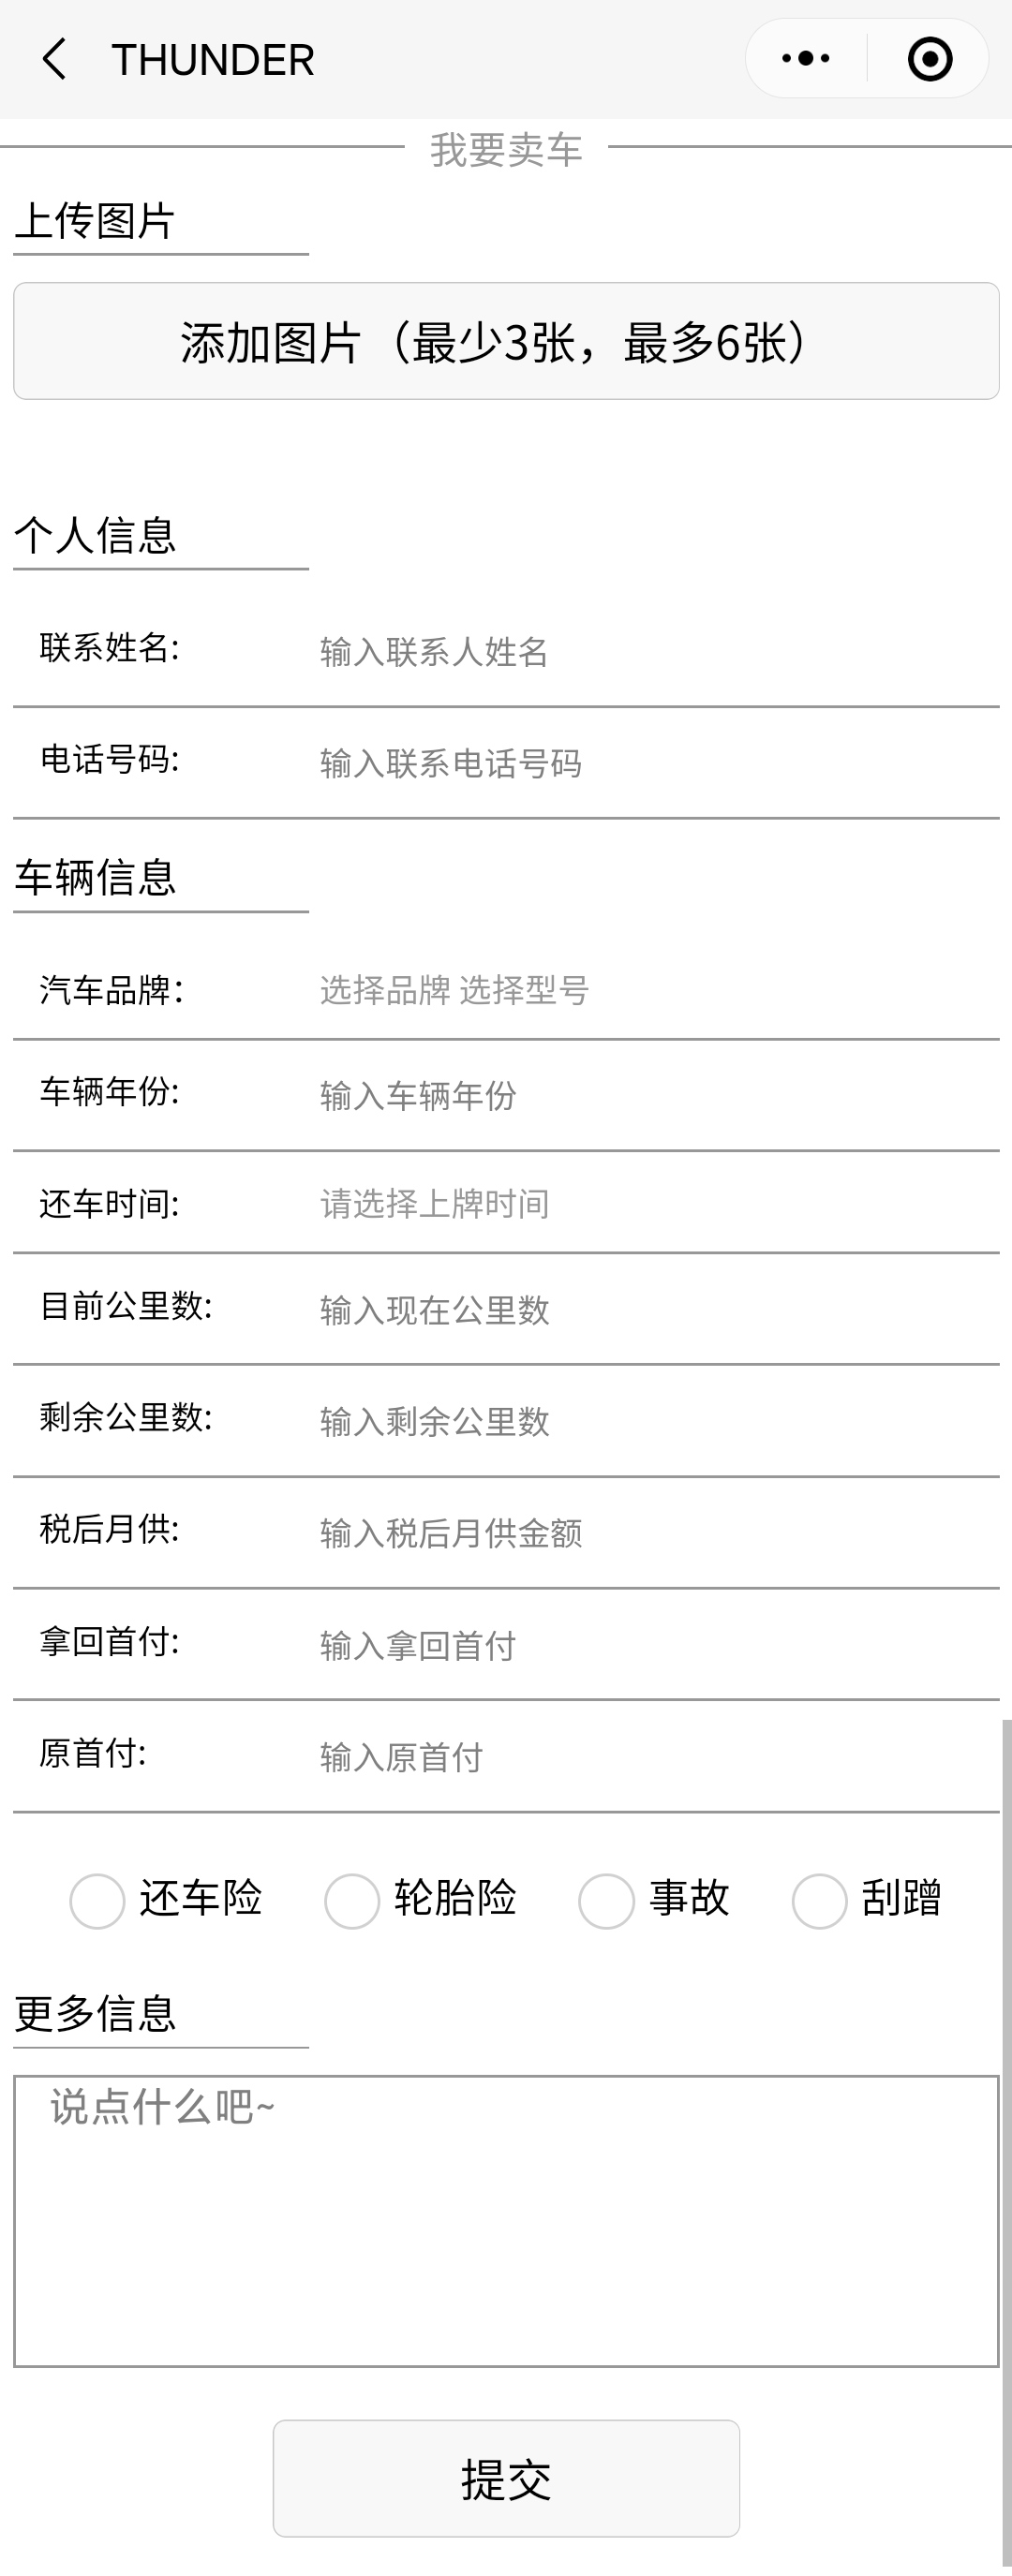 THUNDER
我要卖车
上传图片
添加图片（最少3张，最多6张）
个人信息
联系姓名: 输入联系人姓名
电话号码: 输入联系电话号码
车辆信息
汽车品牌： 选择品牌 选择型号
车辆年份: 输入车辆年份
还车时间: 请选择上牌时间
目前公里数: 输入现在公里数
剩余公里数: 输入剩余公里数
税后月供: 输入税后月供金额
拿回首付: 输入拿回首付
原首付: 输入原首付
还车险 轮胎险 事故 刮蹭
更多信息
说点什么吧~
提交